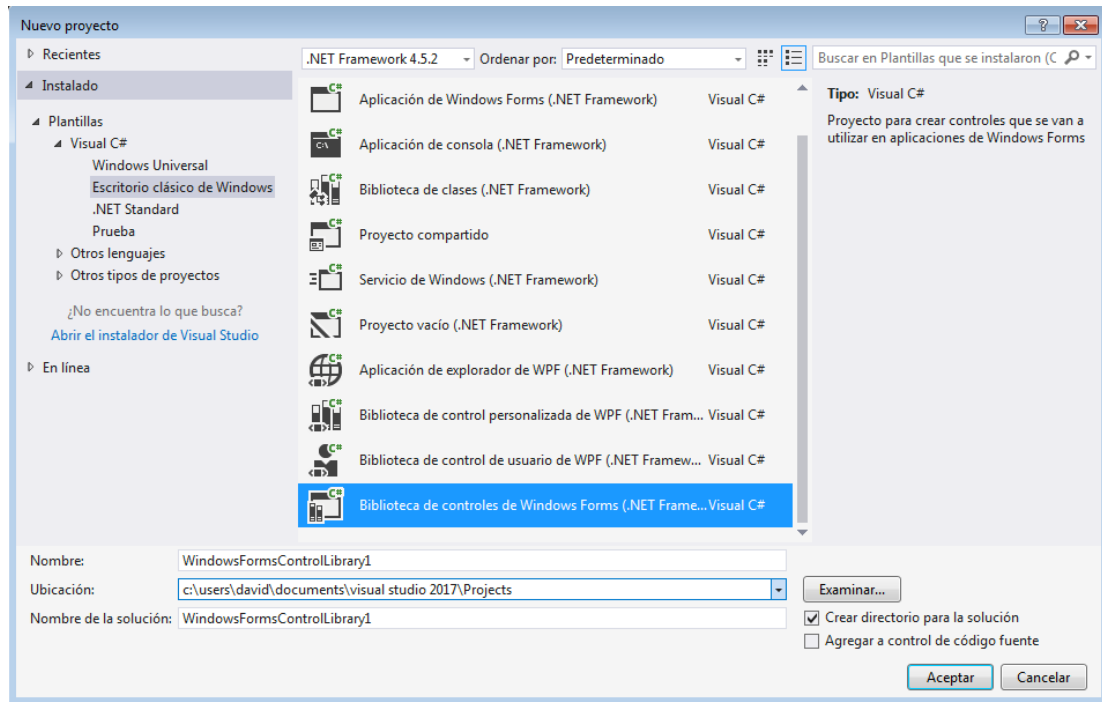 Nuevo proyecto
Recientes
.NET Framework 4.5.2 Ordenar por: Predeterminado
Buscar en Plantillas que se instalaron (C
Instalado
Plantillas
Visual C#
Windows Universal
Escritorio clásico de Windows
.NET Standard
Prueba
Otros lenguajes
Otros tipos de proyectos
¿No encuentra lo que busca?
Abrir el instalador de Visual Studio
En línea
Aplicación de Windows Forms (.NET Framework) Visual C#
Aplicación de consola (.NET Framework) Visual C#
Biblioteca de clases (.NET Framework) Visual C#
Proyecto compartido Visual C#
Servicio de Windows (.NET Framework) Visual C#
Proyecto vacío (.NET Framework) Visual C#
Aplicación de explorador de WPF (.NET Framework) Visual C#
Biblioteca de control personalizada de WPF (.NET Fram... Visual C#
Biblioteca de control de usuario de WPF (.NET Framew... Visual C#
Biblioteca de controles de Windows Forms (.NET Frame... Visual C#
Tipo: Visual C#
Proyecto para crear controles que se van a
utilizar en aplicaciones de Windows Forms
Nombre: WindowsFormsControlLibrary1
Ubicación: c:\users\david\documents\visual studio 2017\Projects
Examinar...
Nombre de la solución: WindowsFormsControlLibrary1
Crear directorio para la solución
Agregar a control de código fuente
Aceptar Cancelar